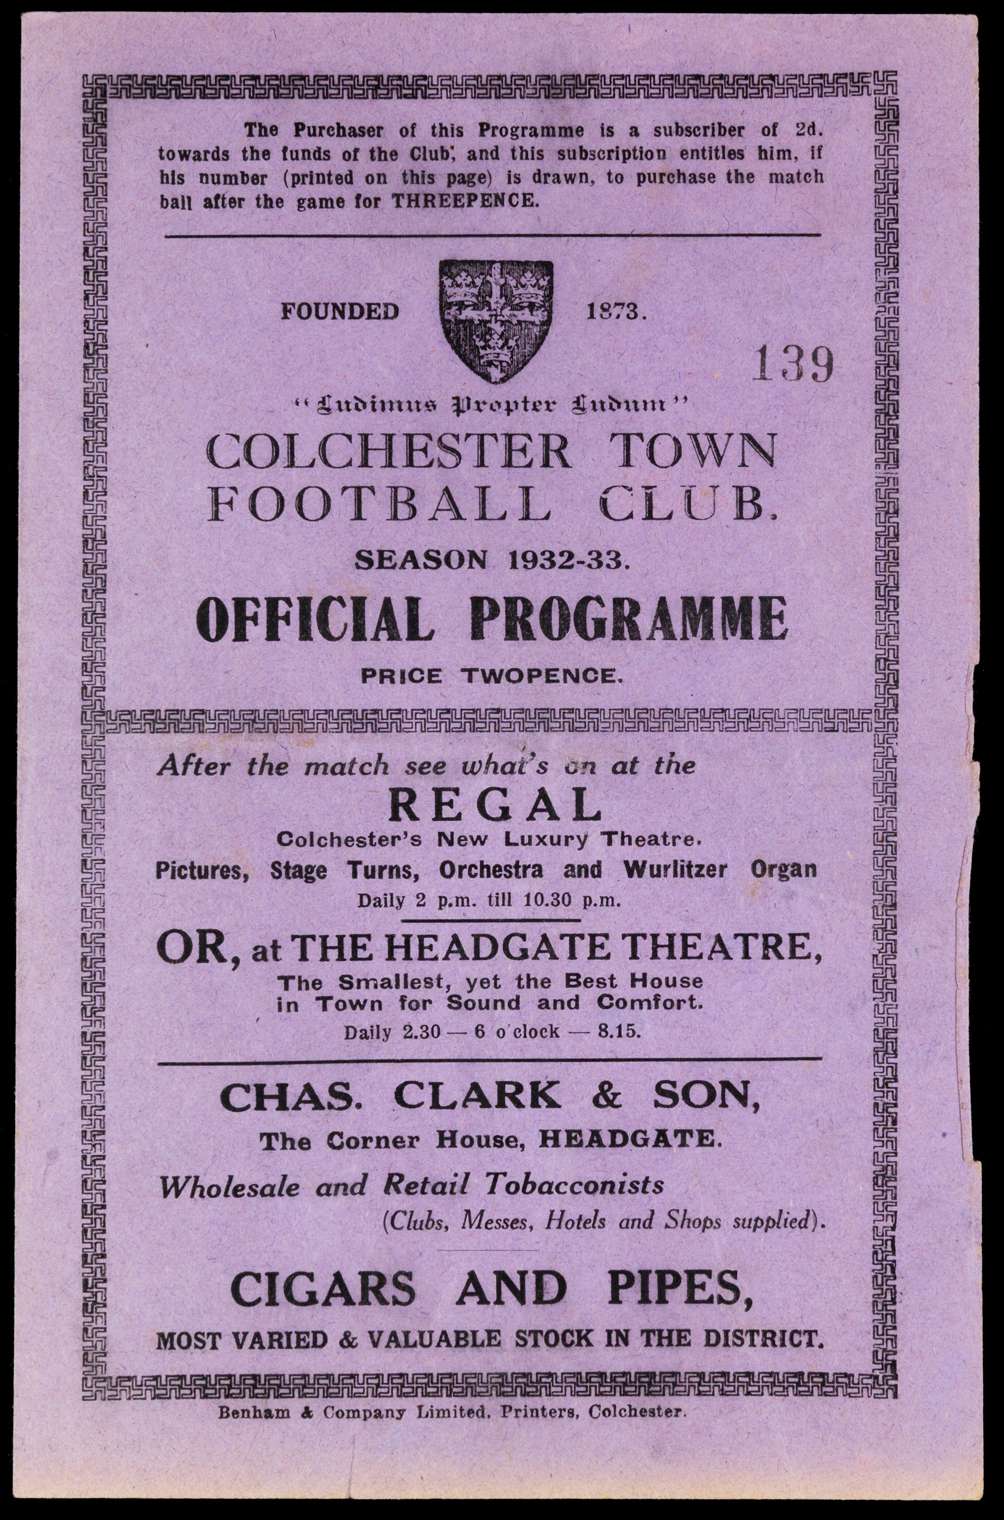 The Purchaser of this Programme is a subscriber of 2d.
towards the funds of the Club, and this subscription entitles him, if
his number (printed on this page) is drawn, to purchase the match
ball after the game for THREEPENCE.
FOUNDED 1873.
139
"Ludimus Propter Ludum"
COLCHESTER TOWN
FOOTBALL CLUB.
SEASON 1932-33.
OFFICIAL PROGRAMME
PRICE TWOPENCE.
After the match see what's on at the
REGAL
Colchester's New Luxury Theatre.
Pictures, Stage Turns, Orchestra and Wurlitzer Organ
Daily 2 p.m. till 10.30 p.m.
OR, at THE HEADGATE THEATRE,
The Smallest, yet the Best House
in Town for Sound and Comfort.
Daily 2.30 — 6 o'clock — 8.15.
CHAS. CLARK & SON,
The Corner House, HEADGATE.
Wholesale and Retail Tobacconists
(Clubs, Messes, Hotels and Shops supplied).
CIGARS AND PIPES,
MOST VARIED & VALUABLE STOCK IN THE DISTRICT.
Benham & Company Limited, Printers, Colchester.